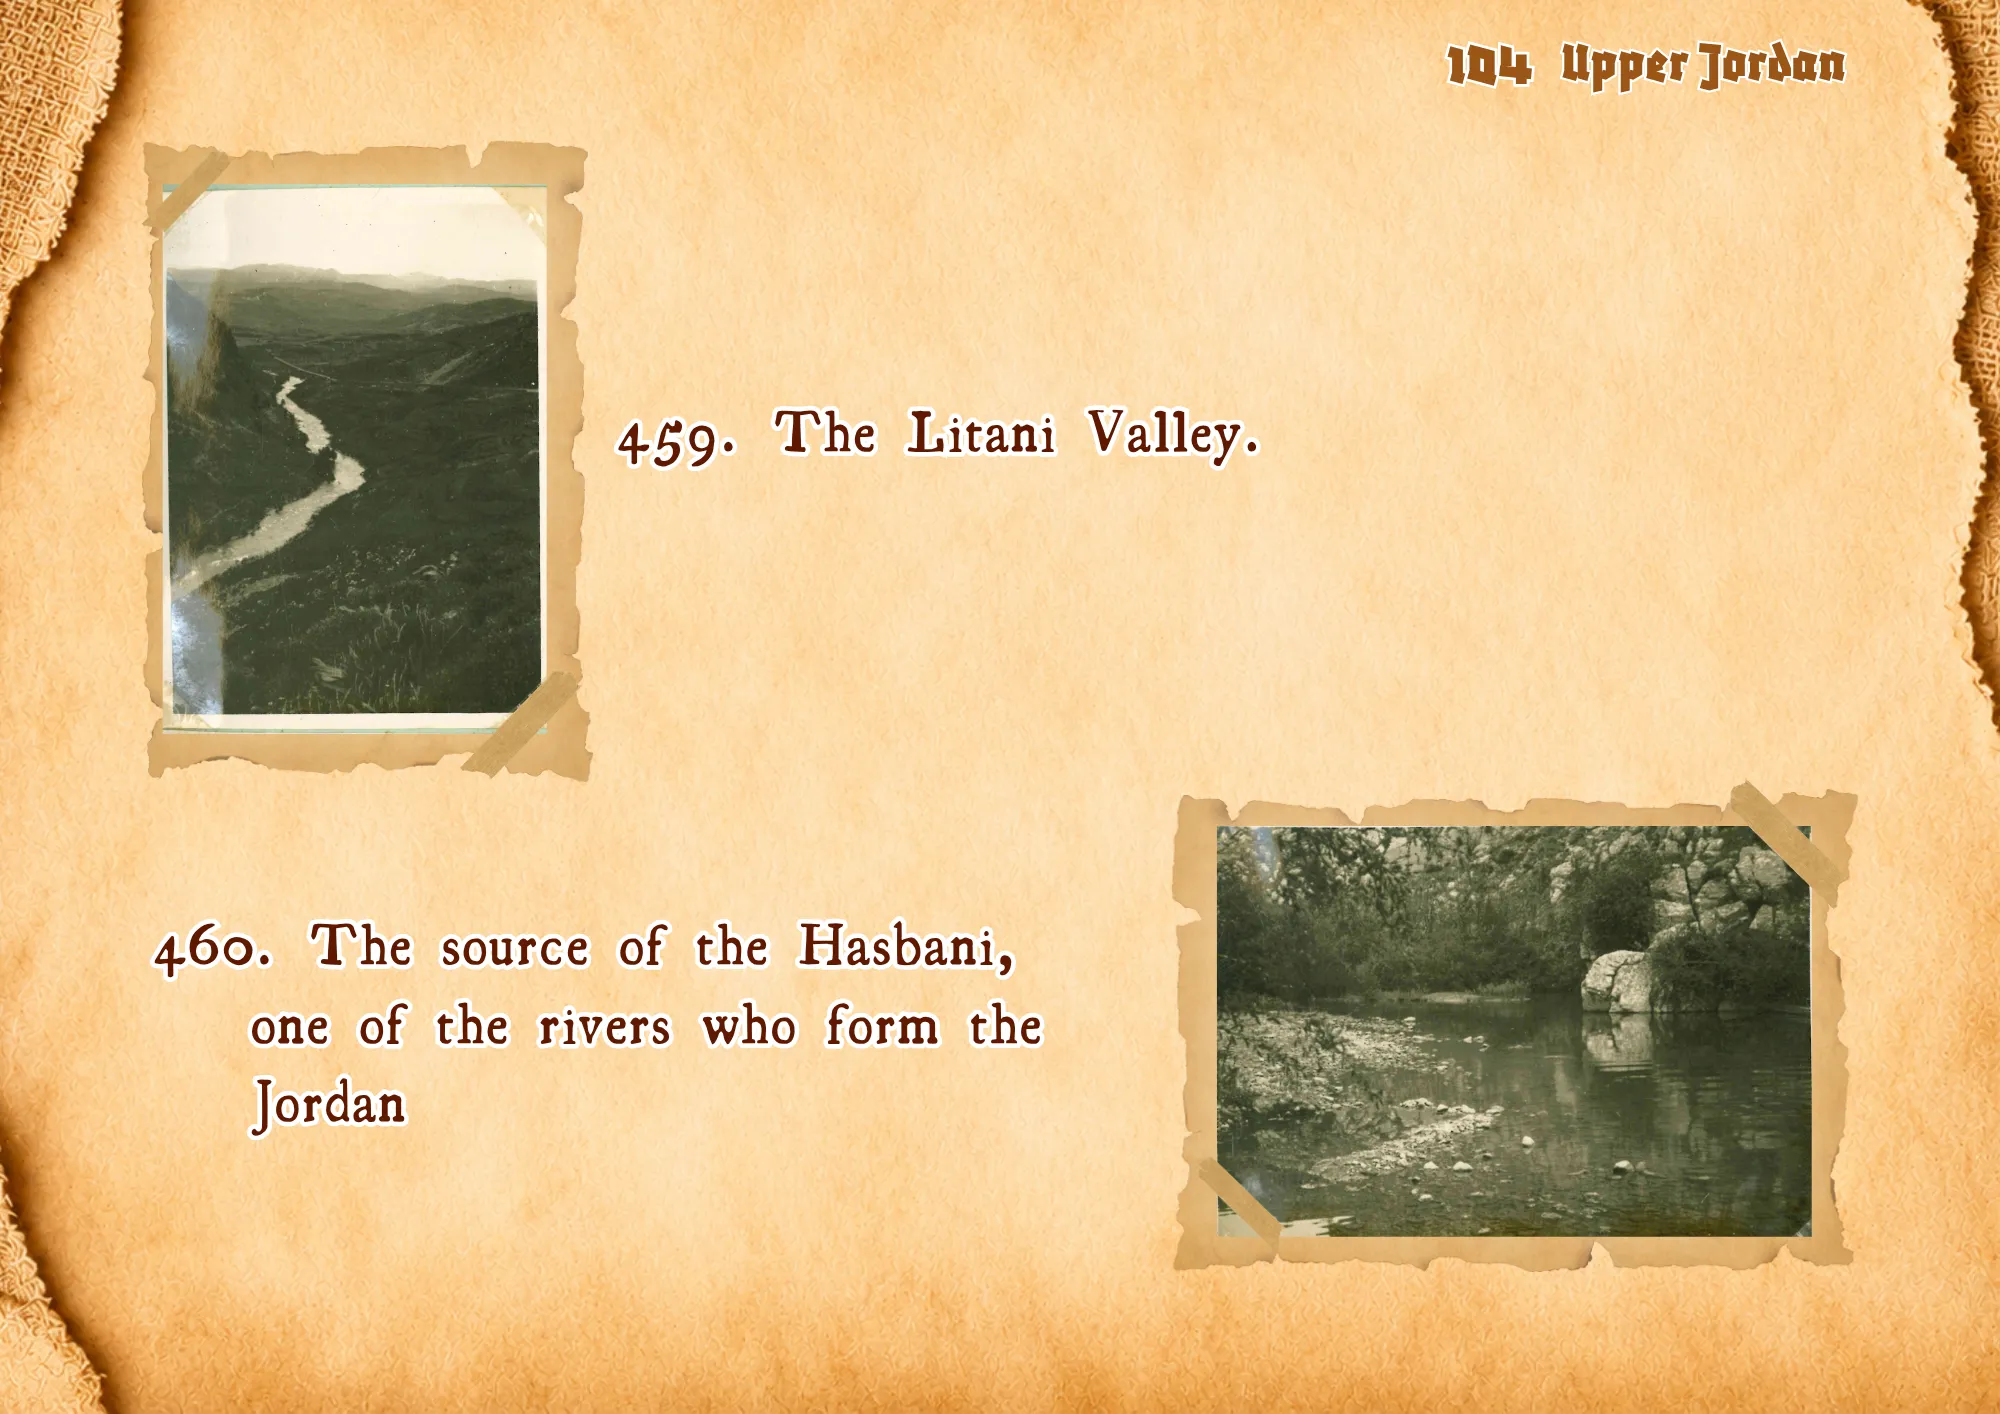 104 Upper Jordan
459. The Litani Valley.
460. The source of the Hasbani,
one of the rivers who form the
Jordan